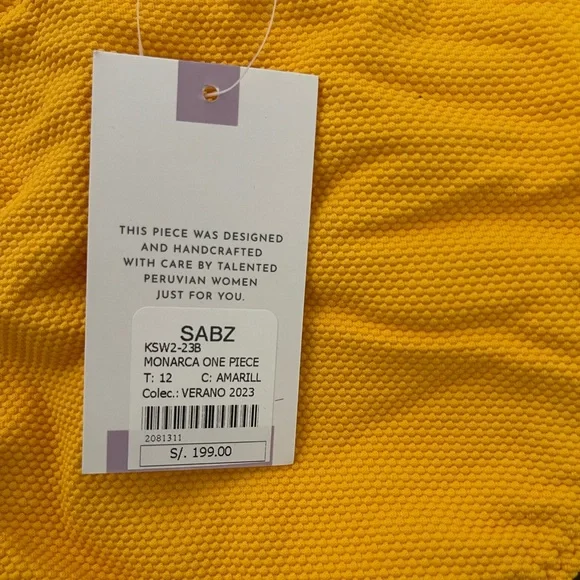 THIS PIECE WAS DESIGNED
AND HANDCRAFTED
WITH CARE BY TALENTED
PERUVIAN WOMEN
JUST FOR YOU.
SABZ
KSW2-23B
MONARCA ONE PIECE
T: 12 C: AMARILL
Colec.: VERANO 2023
2081311
S/. 199.00